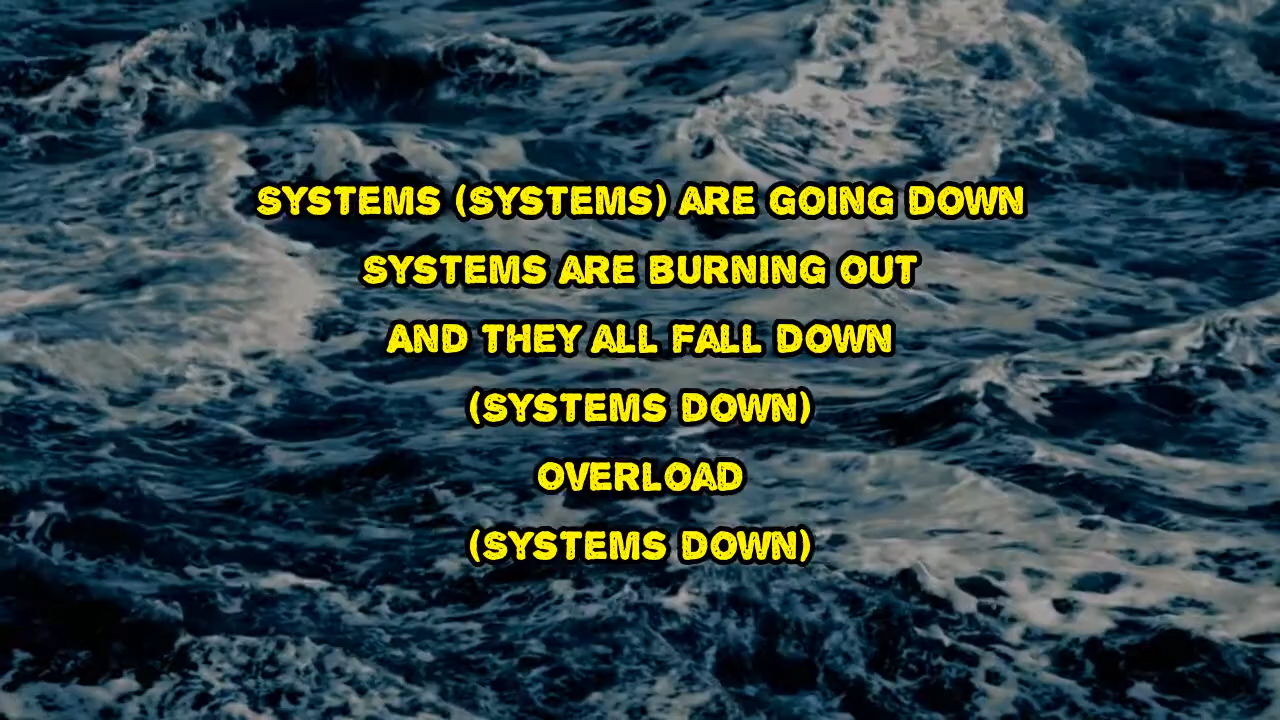 SYSTEMS (SYSTEMS) ARE GOING DOWN
SYSTEMS ARE BURNING OUT
AND THEY ALL FALL DOWN
(SYSTEMS DOWN)
OVERLOAD
(SYSTEMS DOWN)